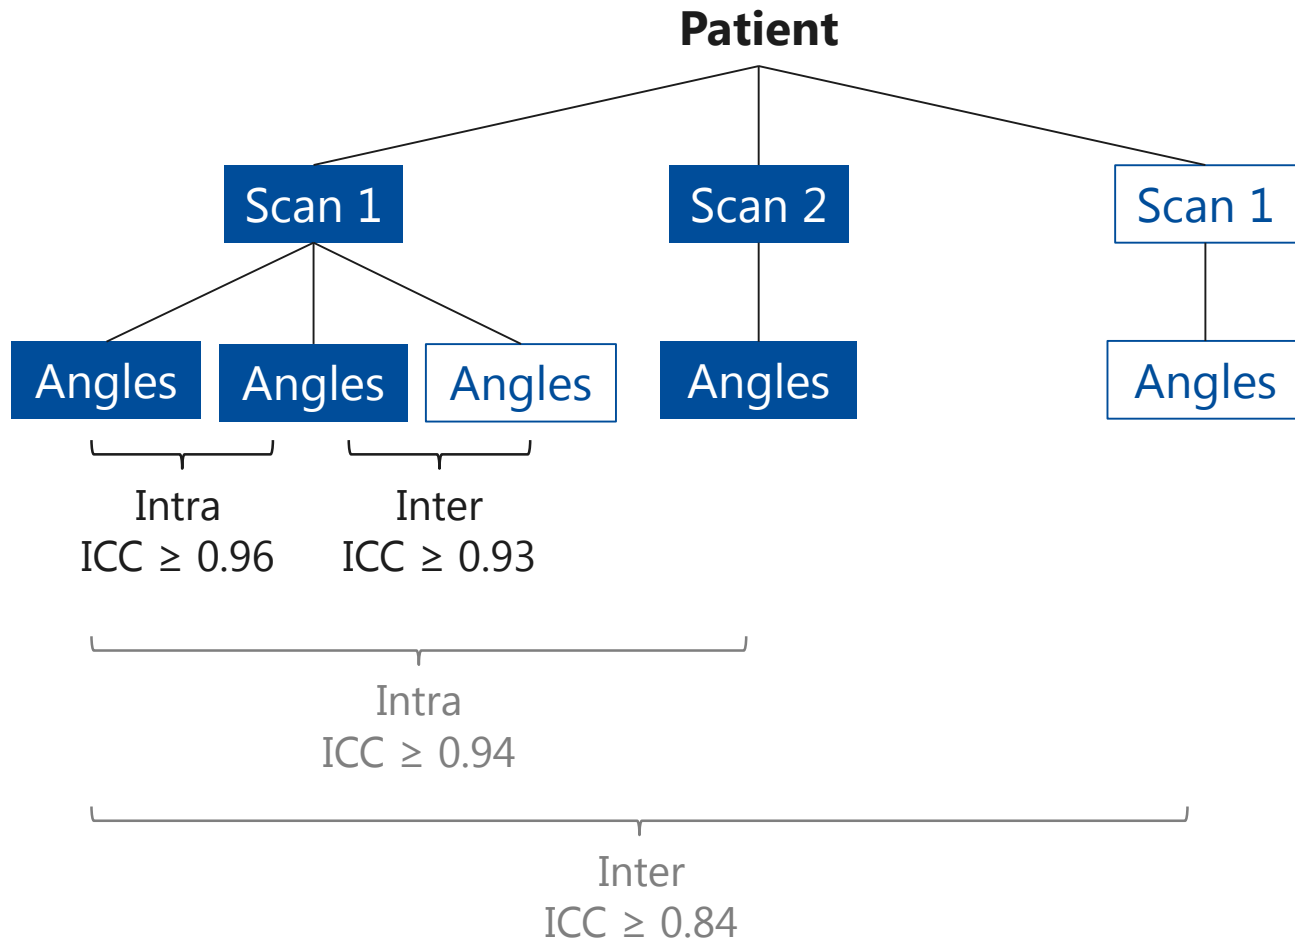 Patient
Scan 1
Scan 2
Scan 1
Angles
Angles
Angles
Angles
Angles
Intra
ICC ≥ 0.96
Inter
ICC ≥ 0.93
Intra
ICC ≥ 0.94
Inter
ICC ≥ 0.84